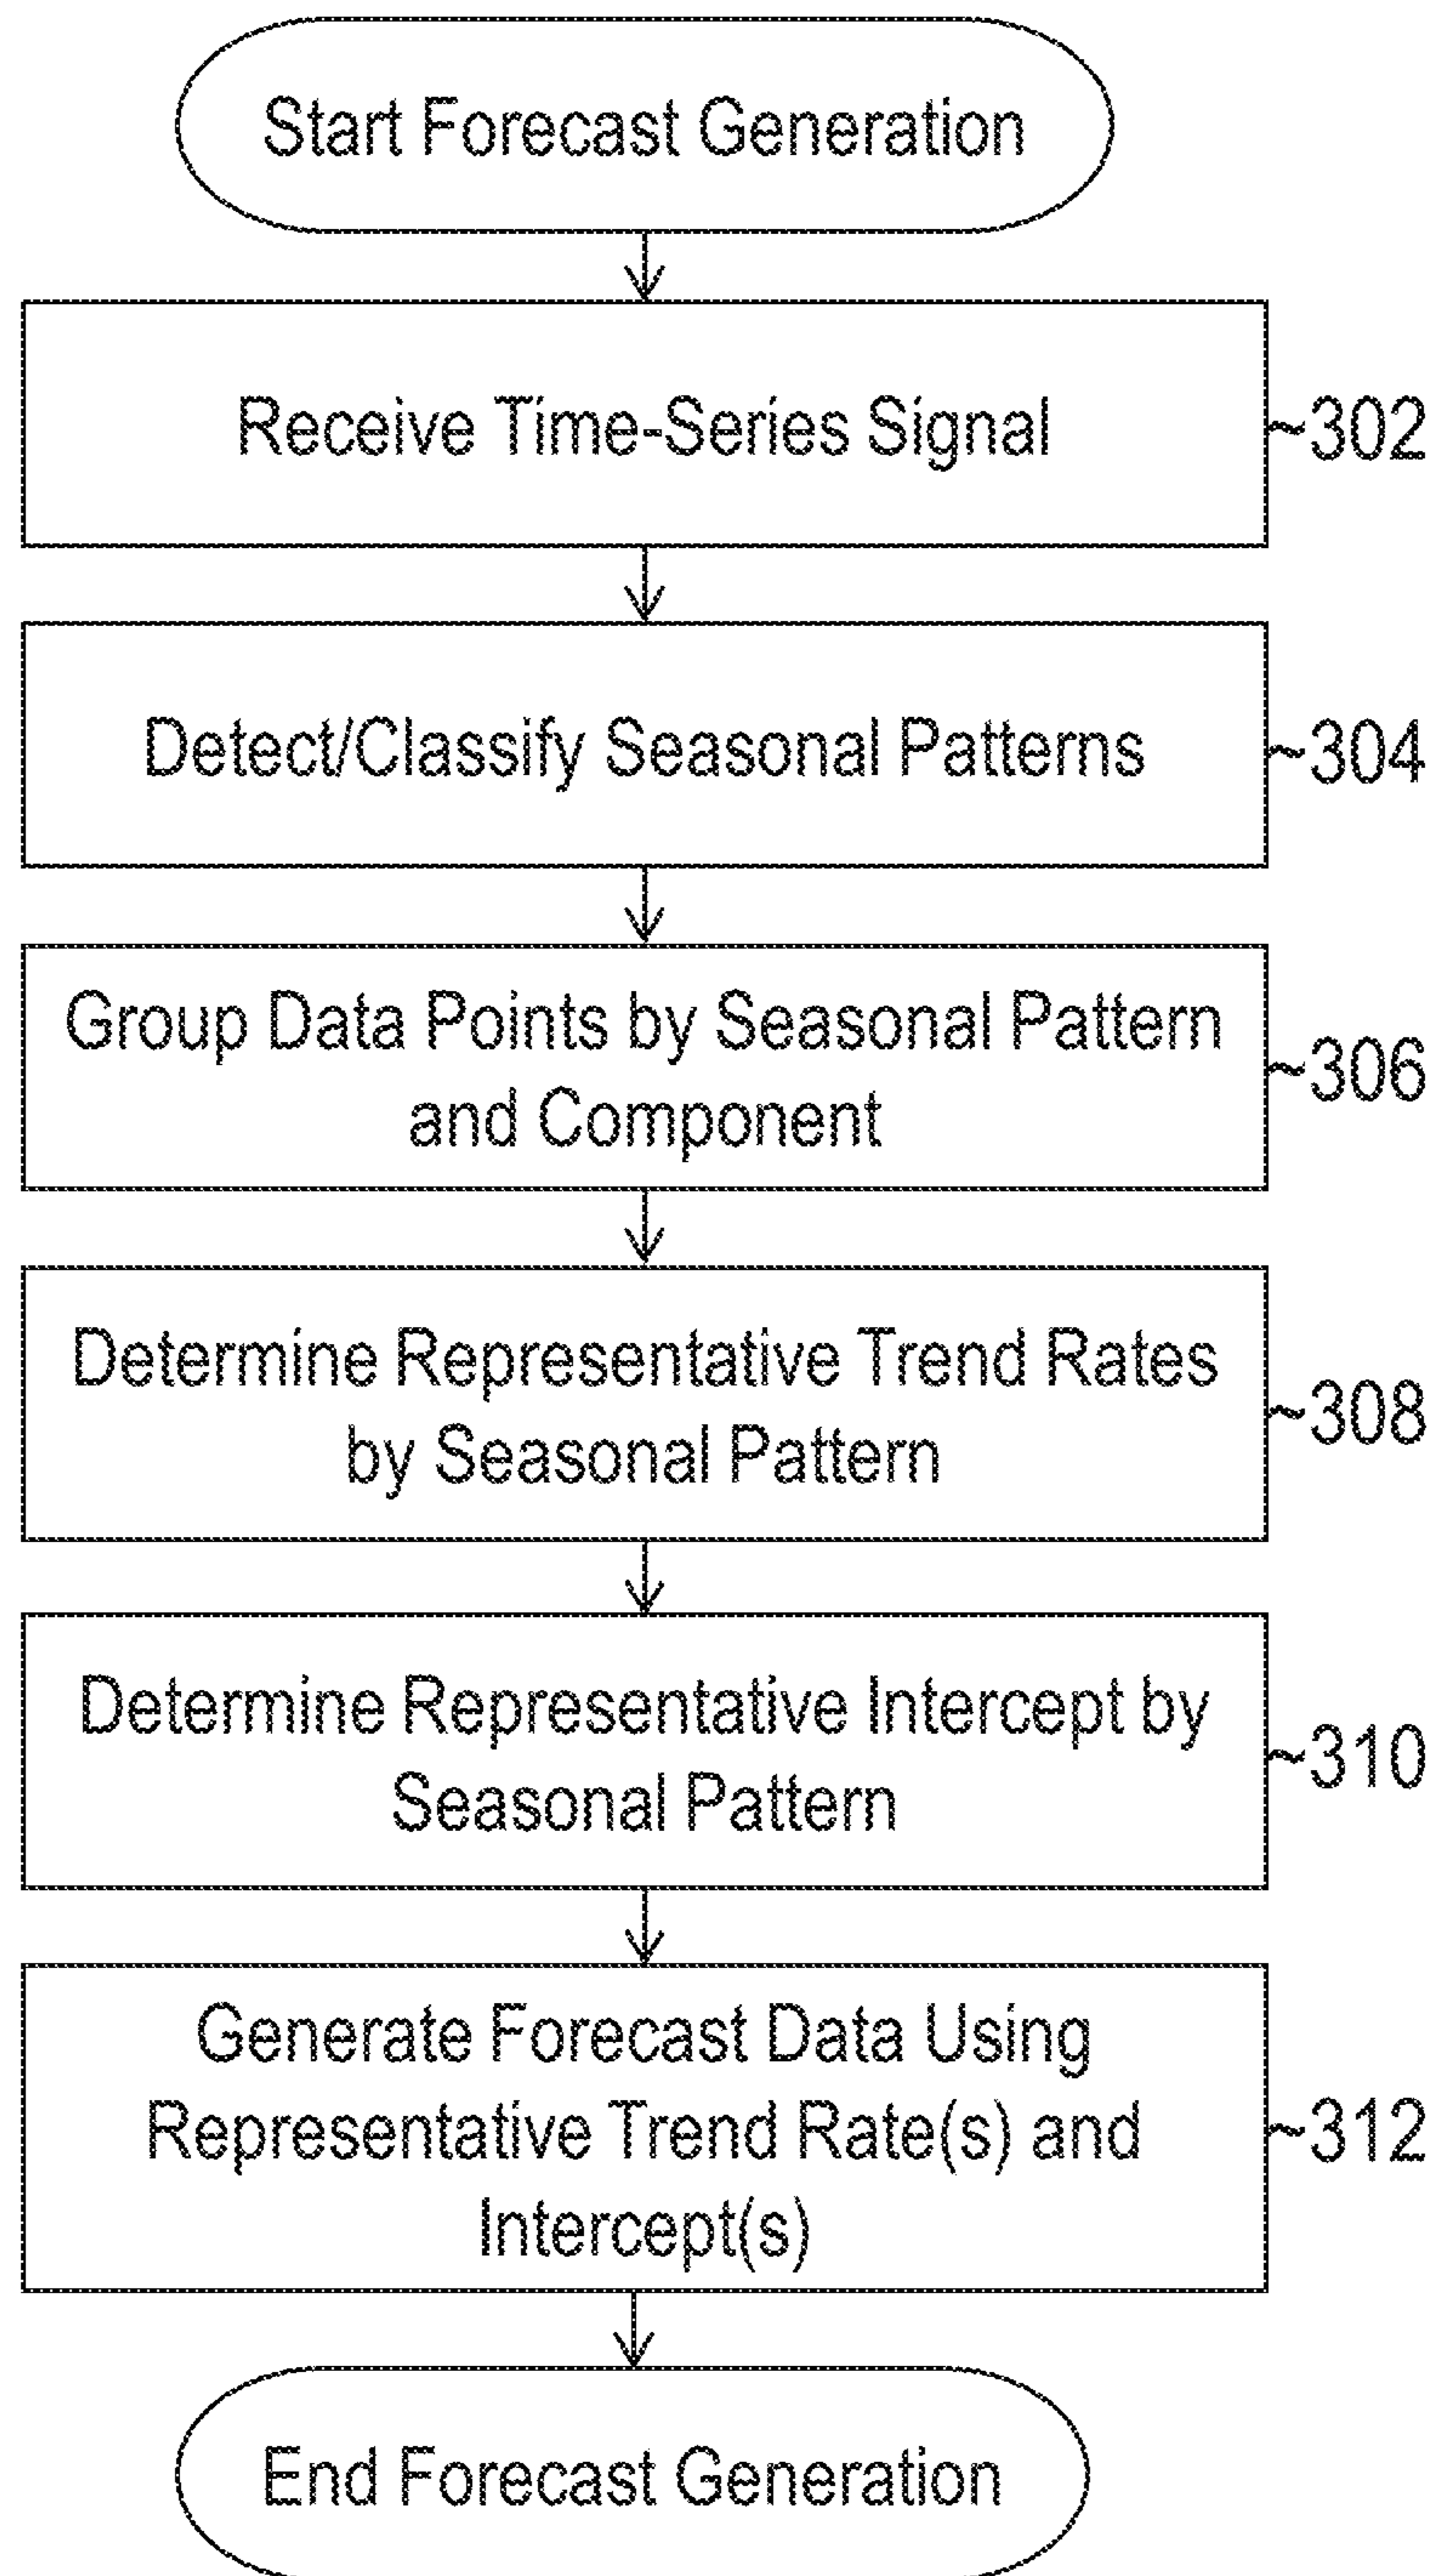 Start Forecast Generation
Receive Time-Series Signal
~302
Detect/Classify Seasonal Patterns
~304
Group Data Points by Seasonal Pattern
and Component
~306
Determine Representative Trend Rates
by Seasonal Pattern
~308
Determine Representative Intercept by
Seasonal Pattern
~310
Generate Forecast Data Using
Representative Trend Rate(s) and
Intercept(s)
~312
End Forecast Generation